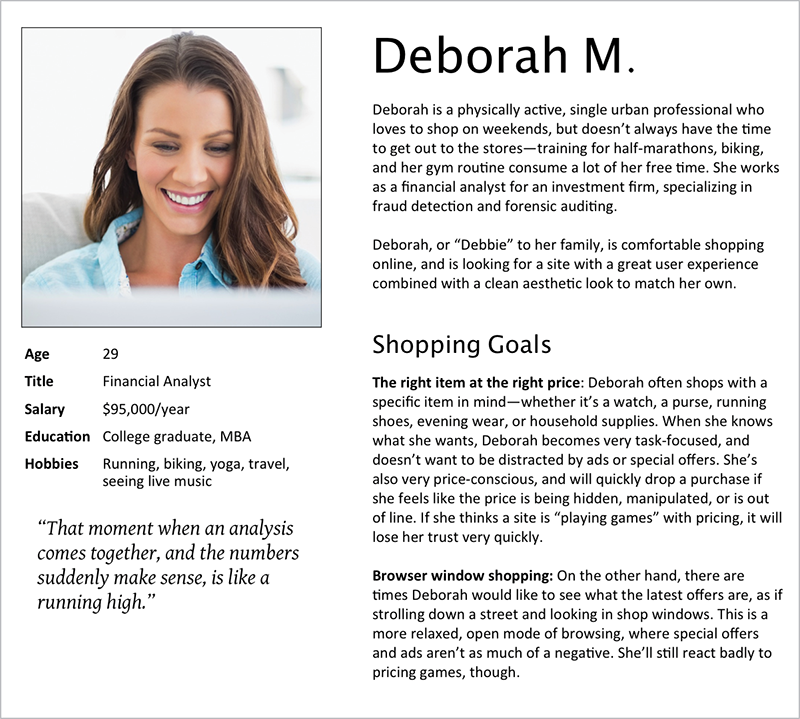 Deborah M.
Deborah is a physically active, single urban professional who
loves to shop on weekends, but doesn’t always have the time
to get out to the stores—training for half-marathons, biking,
and her gym routine consume a lot of her free time. She works
as a financial analyst for an investment firm, specializing in
fraud detection and forensic auditing.
Deborah, or “Debbie” to her family, is comfortable shopping
online, and is looking for a site with a great user experience
combined with a clean aesthetic look to match her own.
Age 29
Title Financial Analyst
Salary $95,000/year
Education College graduate, MBA
Hobbies Running, biking, yoga, travel,
seeing live music
“That moment when an analysis
comes together, and the numbers
suddenly make sense, is like a
running high.”
Shopping Goals
The right item at the right price: Deborah often shops with a
specific item in mind—whether it’s a watch, a purse, running
shoes, evening wear, or household supplies. When she knows
what she wants, Deborah becomes very task-focused, and
doesn’t want to be distracted by ads or special offers. She’s
also very price-conscious, and will quickly drop a purchase if
she feels like the price is being hidden, manipulated, or is out
of line. If she thinks a site is “playing games” with pricing, it will
lose her trust very quickly.
Browser window shopping: On the other hand, there are
times Deborah would like to see what the latest offers are, as if
strolling down a street and looking in shop windows. This is a
more relaxed, open mode of browsing, where special offers
and ads aren’t as much of a negative. She’ll still react badly to
pricing games, though.